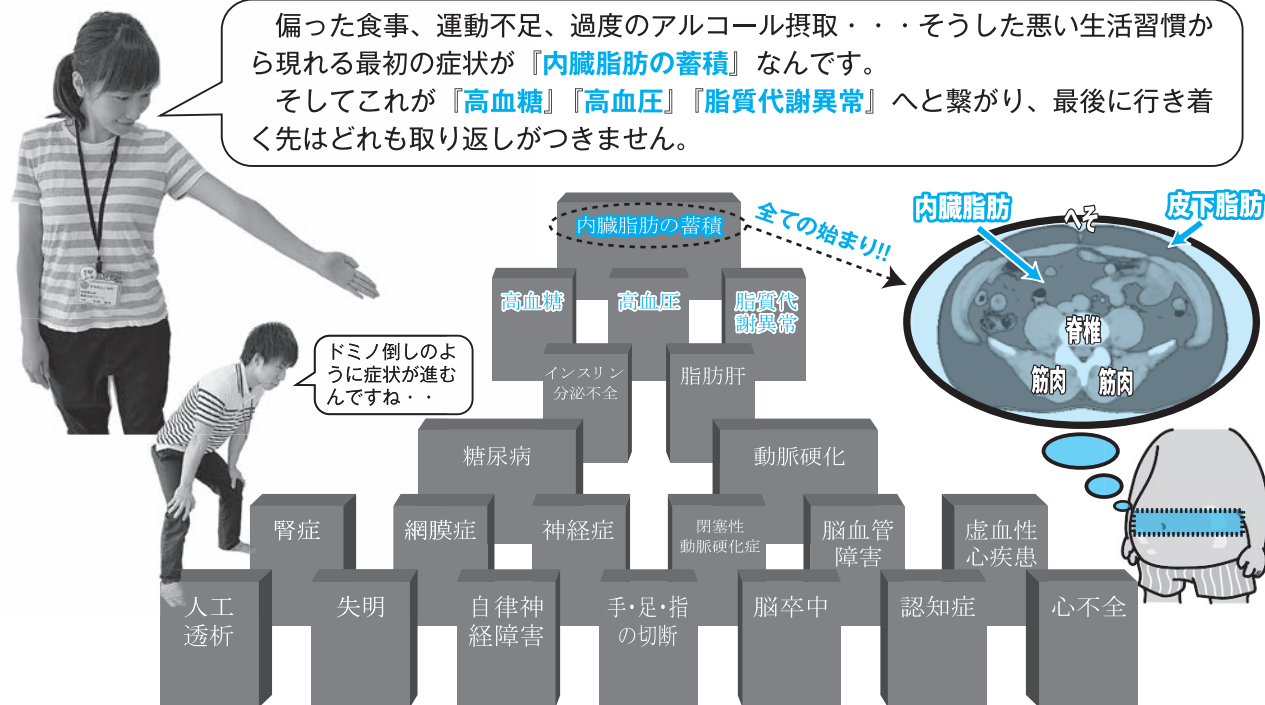 偏った食事、運動不足、過度のアルコール摂取・・・そうした悪い生活習慣か
ら現れる最初の症状が『内臓脂肪の蓄積』なんです。
そしてこれが『高血糖』『高血圧』『脂質代謝異常』へと繋がり、最後に行き着
く先はどれも取り返しがつきません。
内臓脂肪の蓄積
全ての始まり!!
内臓脂肪
へそ
皮下脂肪
脊椎
筋肉
筋肉
高血糖
高血圧
脂質代
謝異常
ドミノ倒しのよ
うに症状が進む
んですね・・
インスリン
分泌不全
脂肪肝
糖尿病
動脈硬化
腎症
網膜症
神経症
閉塞性
動脈硬化症
脳血管
障害
虚血性
心疾患
人工
透析
失明
自律神
経障害
手・足・指
の切断
脳卒中
認知症
心不全